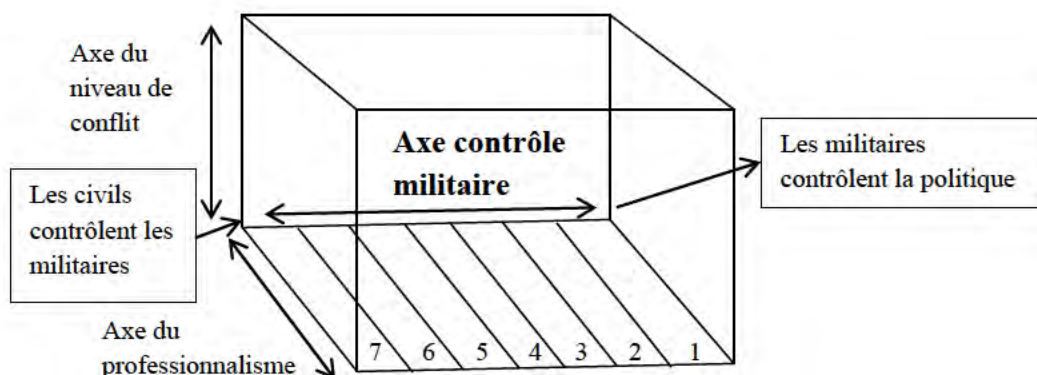 Axe du
niveau de
conflit
Axe contrôle
militaire
Les militaires
contrôlent la politique
Les civils
contrôlent les
militaires
Axe du
professionnalisme
7 6 5 4 3 2 1